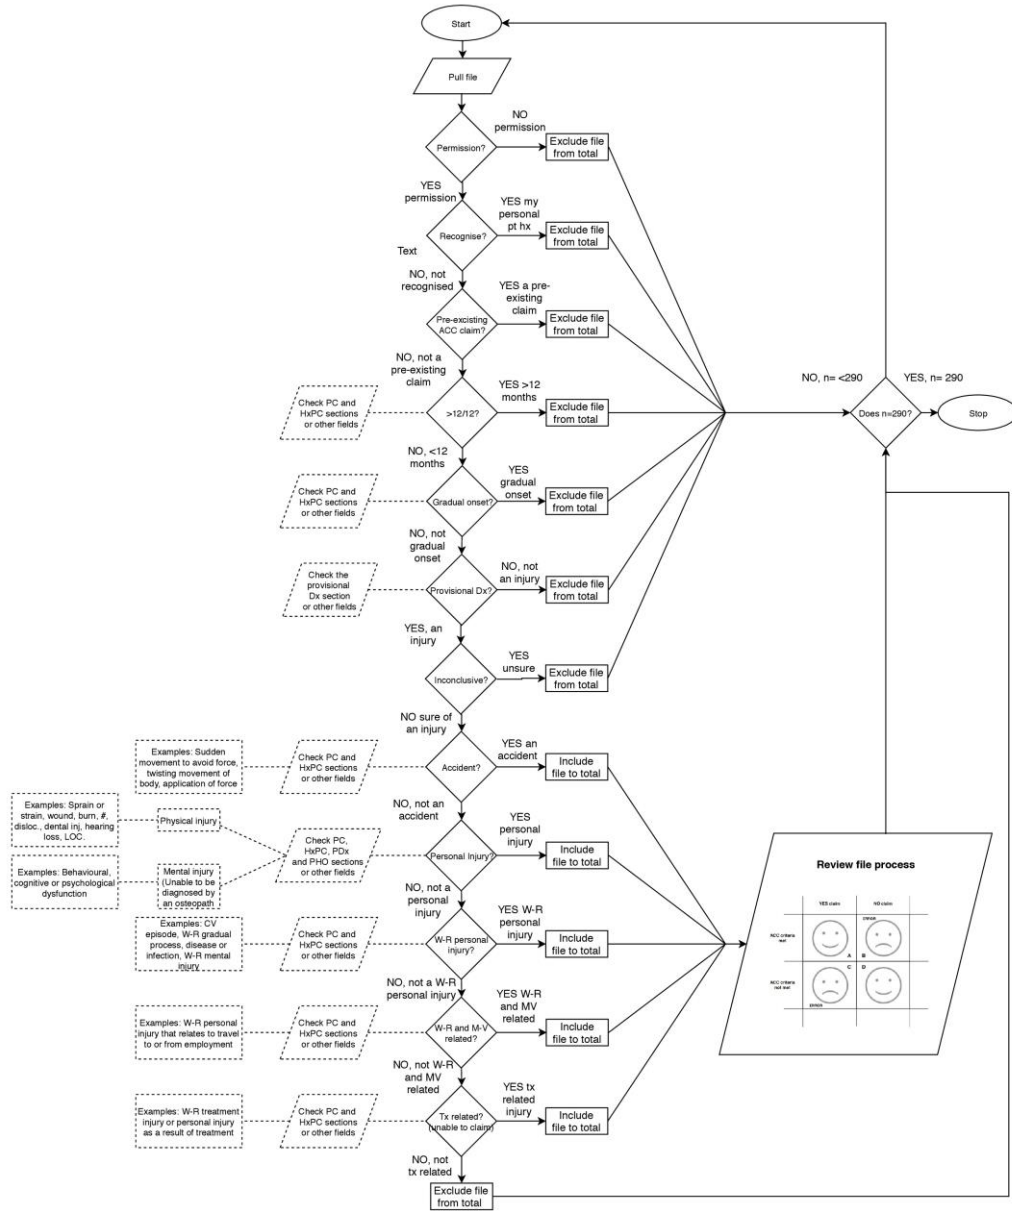 Start
Pull file
NO
permission
Permission?
Exclude file
from total
YES
permission
YES my
personal
pt hx
Recognise?
Exclude file
from total
Text
NO, not
recognised
YES a pre-
existing
claim
Pre-excisting
ACC claim?
Exclude file
from total
NO, not a
pre-existing
claim
YES >12
months
Check PC and
HxPC sections
or other fields
>12/12?
Exclude file
from total
NO, n= <290
YES, n= 290
Does n=290?
Stop
NO, <12
months
YES
gradual
onset
Check PC and
HxPC sections
or other fields
Gradual onset?
Exclude file
from total
NO, not
gradual
onset
NO, not
an injury
Check the
provisional
Dx section
or other fields
Provisional Dx?
Exclude file
from total
YES, an
injury
YES
unsure
Inconclusive?
Exclude file
from total
NO sure of
an injury
YES an
accident
Examples: Sudden
movement to avoid force,
twisting movement of
body, application of force
Check PC and
HxPC sections
or other fields
Accident?
Include
file to total
NO, not an
accident
YES
personal
injury
Examples: Sprain or
strain, wound, burn, #,
disloc., dental inj, hearing
loss, LOC.
Physical injury
Check PC,
HxPC, PDx
and PHO sections
or other fields
Personal Injury?
Include
file to total
Examples: Behavioural,
cognitive or psychological
dysfunction
Mental injury
(Unable to be
diagnosed by
an osteopath
NO, not a
personal
injury
YES W-R
personal
injury
Examples: CV
episode, W-R gradual
process, disease or
infection, W-R mental
injury
Check PC and
HxPC sections
or other fields
W-R personal
injury?
Include
file to total
NO, not a W-R
personal injury
YES W-R
and MV
related
Examples: W-R personal
injury that relates to travel
to or from employment
Check PC and
HxPC sections
or other fields
W-R and M-V
related?
Include
file to total
NO, not W-R
and MV
related
YES tx
related
injury
Examples: W-R treatment
injury or personal injury
as a result of treatment
Check PC and
HxPC sections
or other fields
Tx related?
(unable to claim)
Include
file to total
NO, not
tx related
Exclude file
from total
Review file process
YES claim
NO claim
ERROR
ACC criteria
met
A
B
C
D
ACC criteria
not met
ERROR